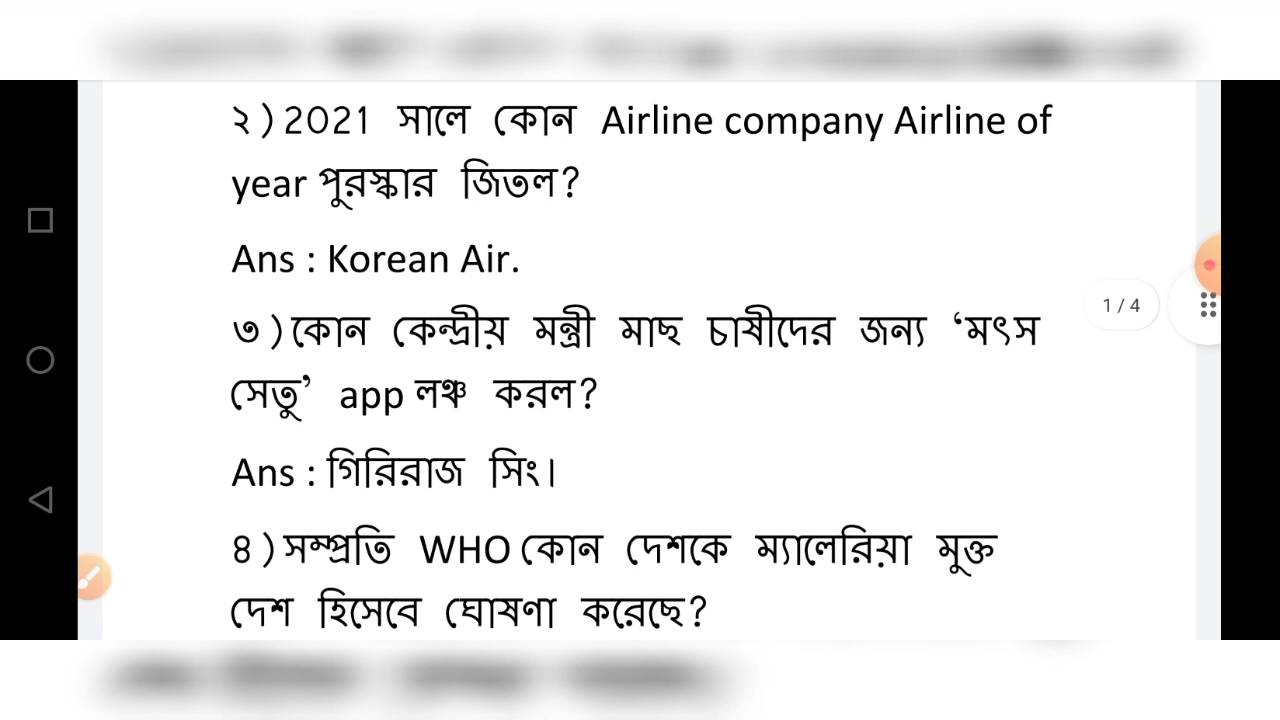 ২ ) 2021 সালে কোন Airline company Airline of
year পুরস্কার জিতল?
Ans : Korean Air.
৩ ) কোন কেন্দ্রীয় মন্ত্রী মাছ চাষীদের জন্য ‘মৎস
সেতু’ app লঞ্চ করল?
1 / 4
Ans : গিরিরাজ সিং।
৪ ) সম্প্রতি WHO কোন দেশকে ম্যালেরিয়া মুক্ত
দেশ হিসেবে ঘোষণা করেছে?